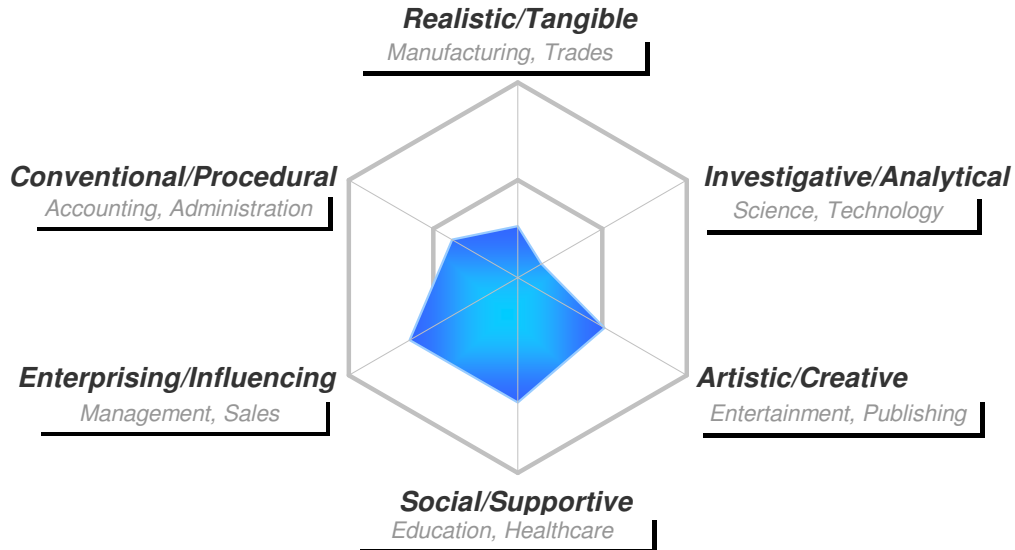 Realistic/Tangible
Manufacturing, Trades
Conventional/Procedural
Accounting, Administration
Investigative/Analytical
Science, Technology
Enterprising/Influencing
Management, Sales
Artistic/Creative
Entertainment, Publishing
Social/Supportive
Education, Healthcare